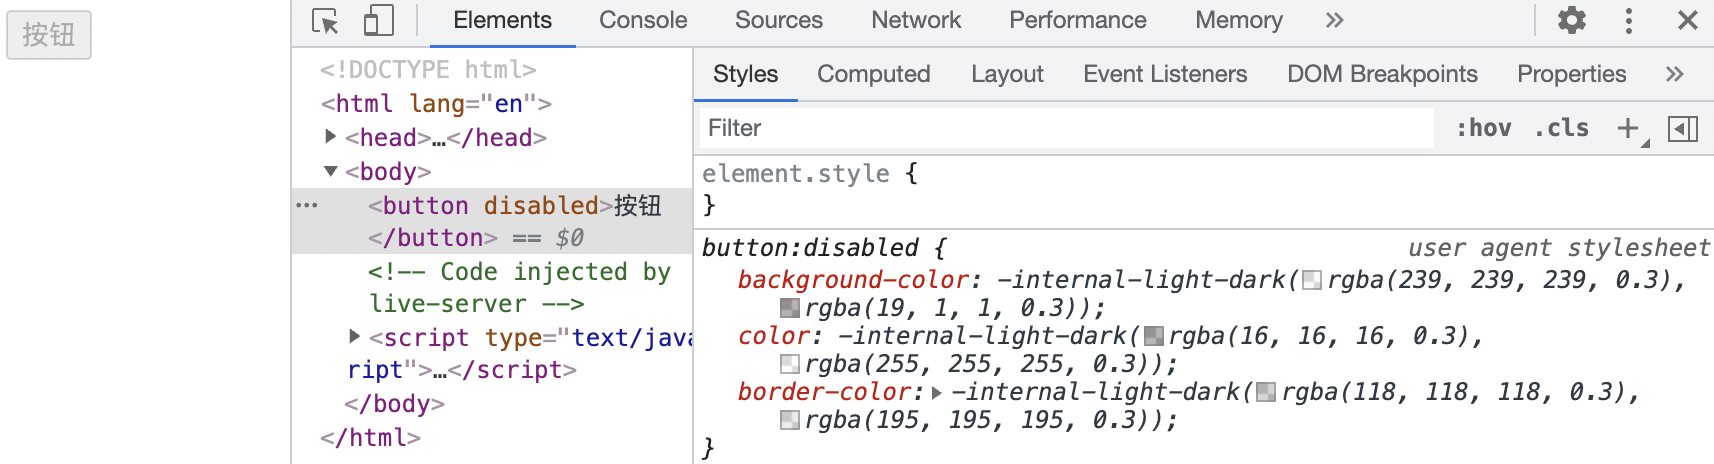 按钮
Elements Console Sources Network Performance Memory »
<!DOCTYPE html>
<html lang="en">
<head>…</head>
<body>
<button disabled>按钮
</button> == $0
<!-- Code injected by
live-server -->
<script type="text/java
ript">…</script>
</body>
</html>
Styles Computed Layout Event Listeners DOM Breakpoints Properties »
Filter :hov .cls +
element.style {
}
button:disabled { user agent stylesheet
background-color: -internal-light-dark(rgba(239, 239, 239, 0.3),
rgba(19, 1, 1, 0.3));
color: -internal-light-dark(rgba(16, 16, 16, 0.3),
rgba(255, 255, 255, 0.3));
border-color: -internal-light-dark(rgba(118, 118, 118, 0.3),
rgba(195, 195, 195, 0.3));
}